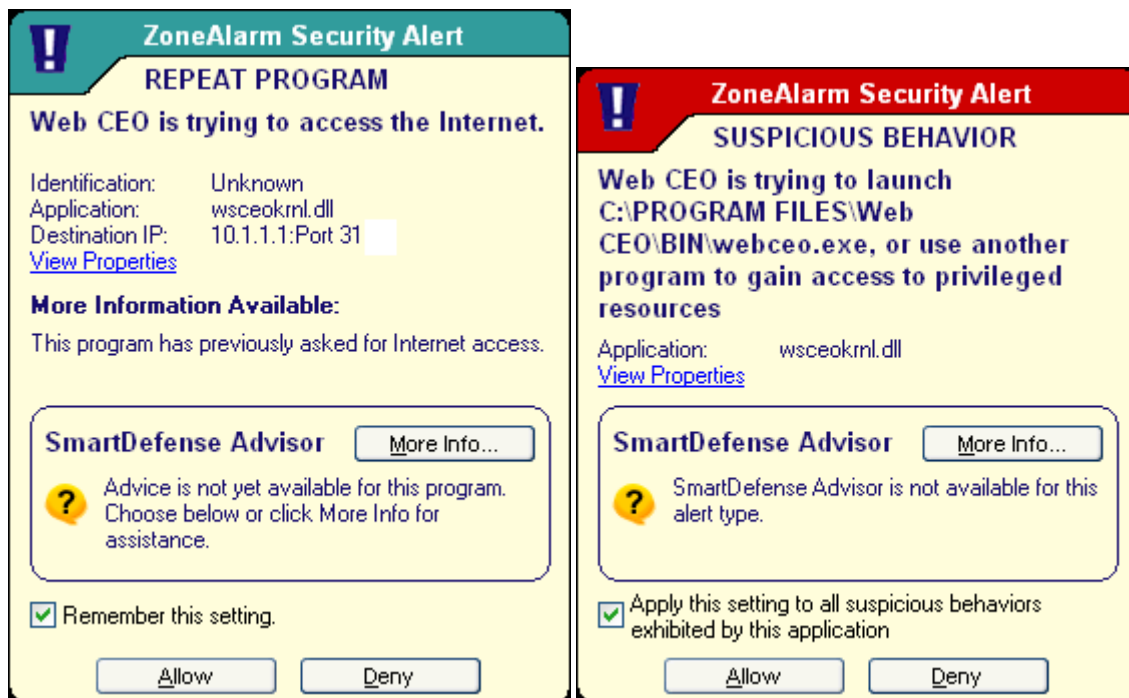 ZoneAlarm Security Alert
REPEAT PROGRAM
Web CEO is trying to access the Internet.
Identification: Unknown
Application: wsceokrnl.dll
Destination IP: 10.1.1.1:Port 31
View Properties
More Information Available:
This program has previously asked for Internet access.
SmartDefense Advisor More Info...
Advice is not yet available for this program.
Choose below or click More Info for
assistance.
Remember this setting.
Allow Deny
ZoneAlarm Security Alert
SUSPICIOUS BEHAVIOR
Web CEO is trying to launch
C:\PROGRAM FILES\Web
CEO\BIN\webceo.exe, or use another
program to gain access to privileged
resources
Application: wsceokrnl.dll
View Properties
SmartDefense Advisor More Info...
SmartDefense Advisor is not available for this
alert type.
Apply this setting to all suspicious behaviors
exhibited by this application
Allow Deny